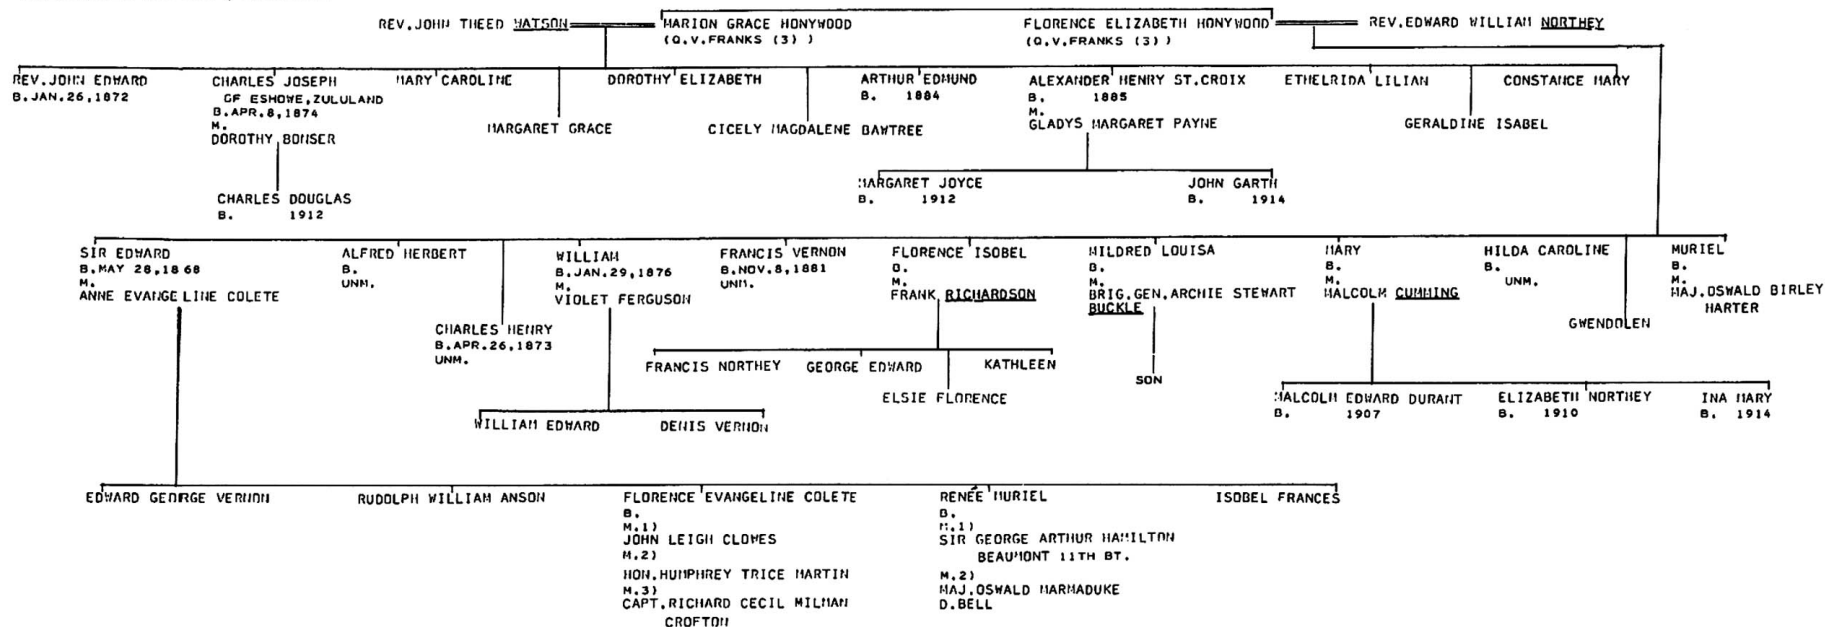 REV.JOHN THEED WATSON MARION GRACE HONYWOOD FLORENCE ELIZABETH HONYWOOD REV.EDWARD WILLIAM NORTHEY
(Q.V.FRANKS (3) ) (Q.V.FRANKS (3) )
REV.JOHN EDWARD CHARLES JOSEPH MARY CAROLINE DOROTHY ELIZABETH ARTHUR EDMUND ALEXANDER HENRY ST.CROIX ETHELRIDA LILIAN CONSTANCE MARY
B.JAN.26,1872 OF ESHOWE,ZULULAND B. 1884 B. 1885
B.APR.8,1874 M.
M. MARGARET GRACE CICELY MAGDALENE BAWTREE GLADYS MARGARET PAYNE GERALDINE ISABEL
DOROTHY BONSER
MARGARET JOYCE JOHN GARTH
CHARLES DOUGLAS B. 1912 B. 1914
B. 1912
SIR EDWARD ALFRED HERBERT WILLIAM FRANCIS VERNON FLORENCE ISOBEL MILDRED LOUISA MARY HILDA CAROLINE MURIEL
B.MAY 28,1868 B. B.JAN.29,1876 B.NOV.8,1881 B. B. B. B. B.
M. UNM. M. UNM. M. M. M. UNM. M.
ANNE EVANGELINE COLETE VIOLET FERGUSON FRANK RICHARDSON BRIG.GEN.ARCHIE STEWART MALCOLM CUMMING MAJ.OSWALD BIRLEY
BUCKLE HARTER
CHARLES HENRY GWENDOLEN
B.APR.26,1873
UNM.
FRANCIS NORTHEY GEORGE EDWARD KATHLEEN
SON
ELSIE FLORENCE MALCOLM EDWARD DURANT ELIZABETH NORTHEY INA MARY
B. 1907 B. 1910 B. 1914
WILLIAM EDWARD DENIS VERNON
EDWARD GEORGE VERNON RUDOLPH WILLIAM ANSON FLORENCE EVANGELINE COLETE RENÉE MURIEL ISOBEL FRANCES
B. B.
M.1) M.1)
JOHN LEIGH CLOWES SIR GEORGE ARTHUR HAMILTON
M.2) BEAUMONT 11TH BT.
HON.HUMPHREY TRICE MARTIN M.2)
M.3) MAJ.OSWALD MARMADUKE
CAPT.RICHARD CECIL MILMAN D.BELL
CROFTON